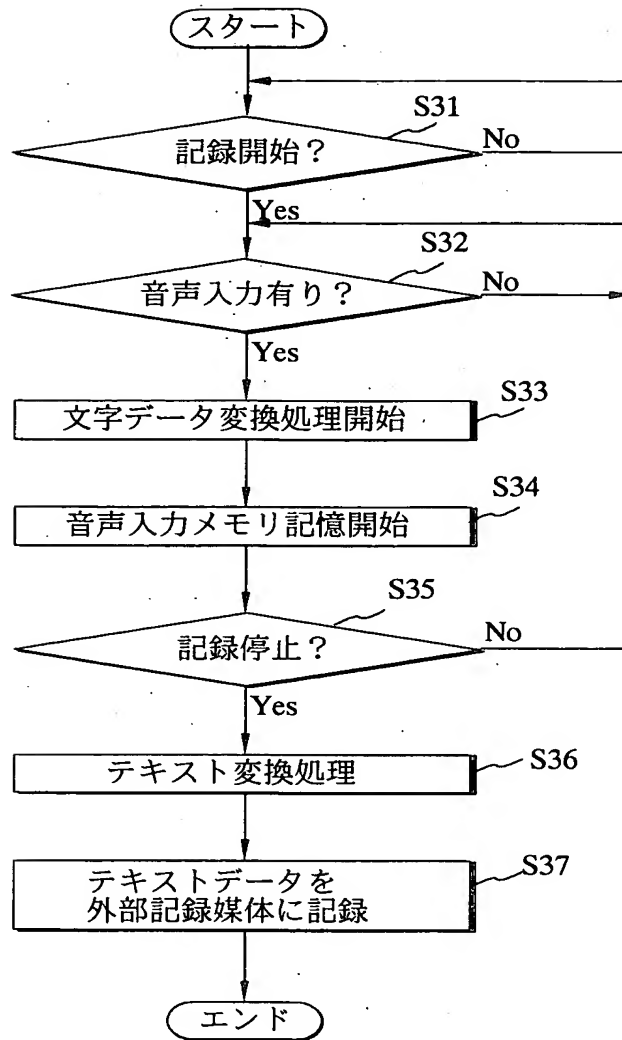 スタート
S31
記録開始？
No
Yes
S32
音声入力有り？
No
Yes
S33
文字データ変換処理開始
S34
音声入力メモリ記憶開始
S35
記録停止？
No
Yes
テキスト変換処理
S36
S37
テキストデータを
外部記録媒体に記録
エンド